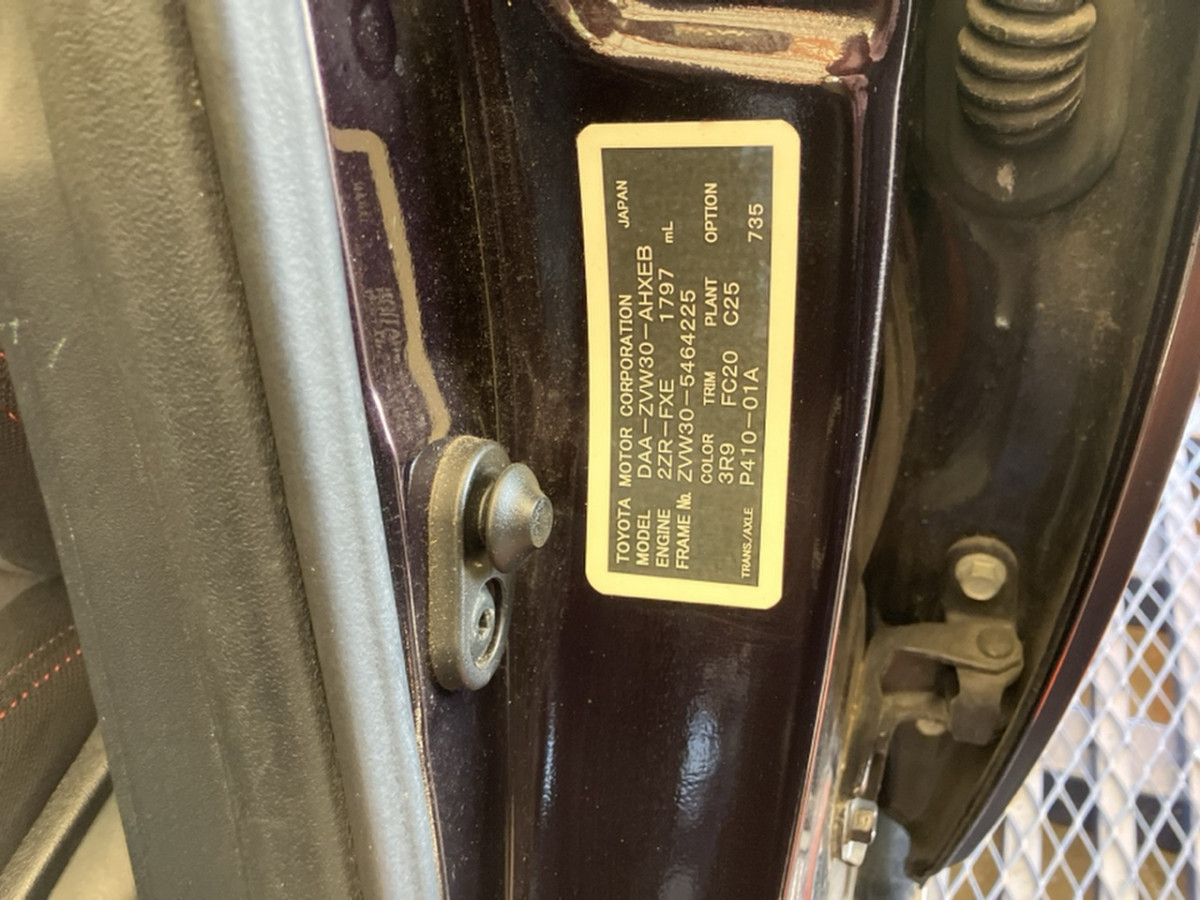 TOYOTA MOTOR CORPORATION JAPAN
MODEL DAA-ZVW30-AHXEB
ENGINE 2ZR-FXE 1797 mL
FRAME No. ZVW30-5464225
COLOR TRIM PLANT OPTION
3R9 FC20 C25
TRANS./AXLE P410-01A 735